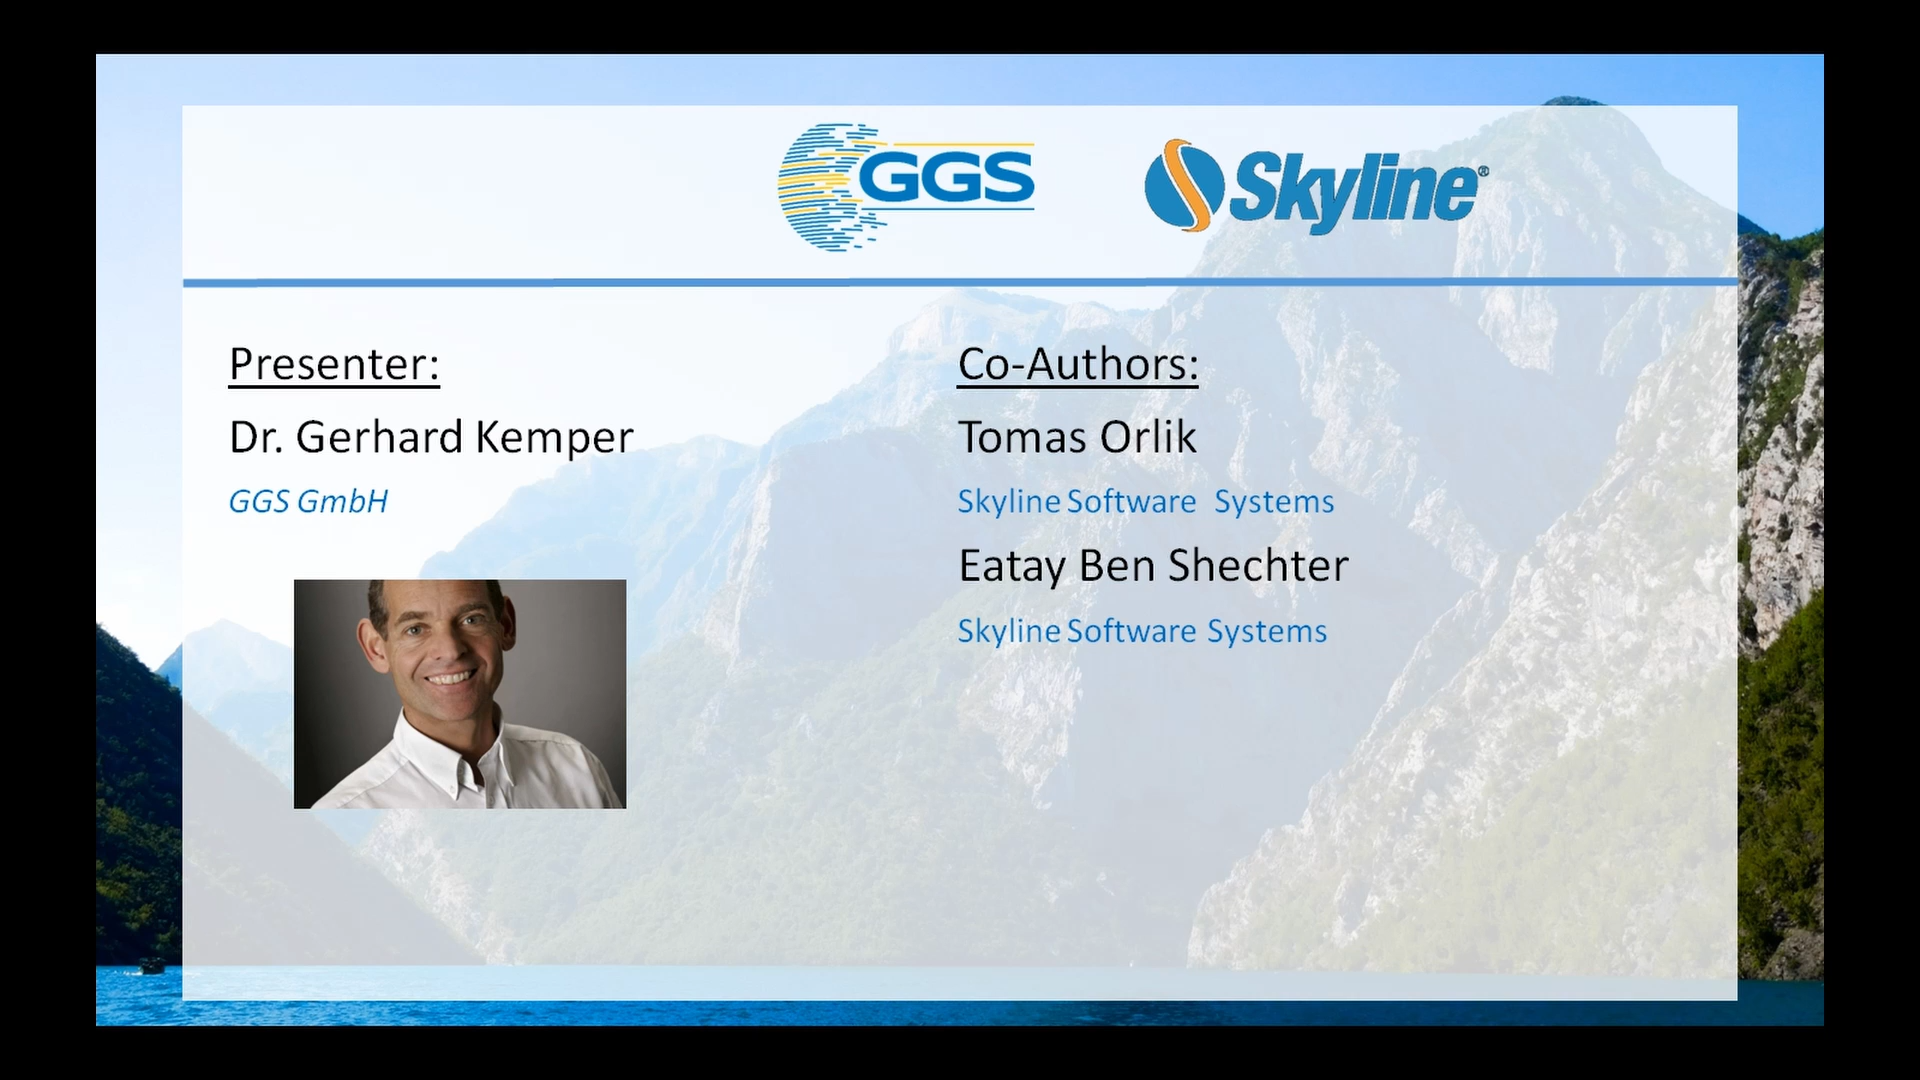 GGS
Skyline®
Presenter:
Dr. Gerhard Kemper
GGS GmbH
Co-Authors:
Tomas Orlik
Skyline Software Systems
Eatay Ben Shechter
Skyline Software Systems